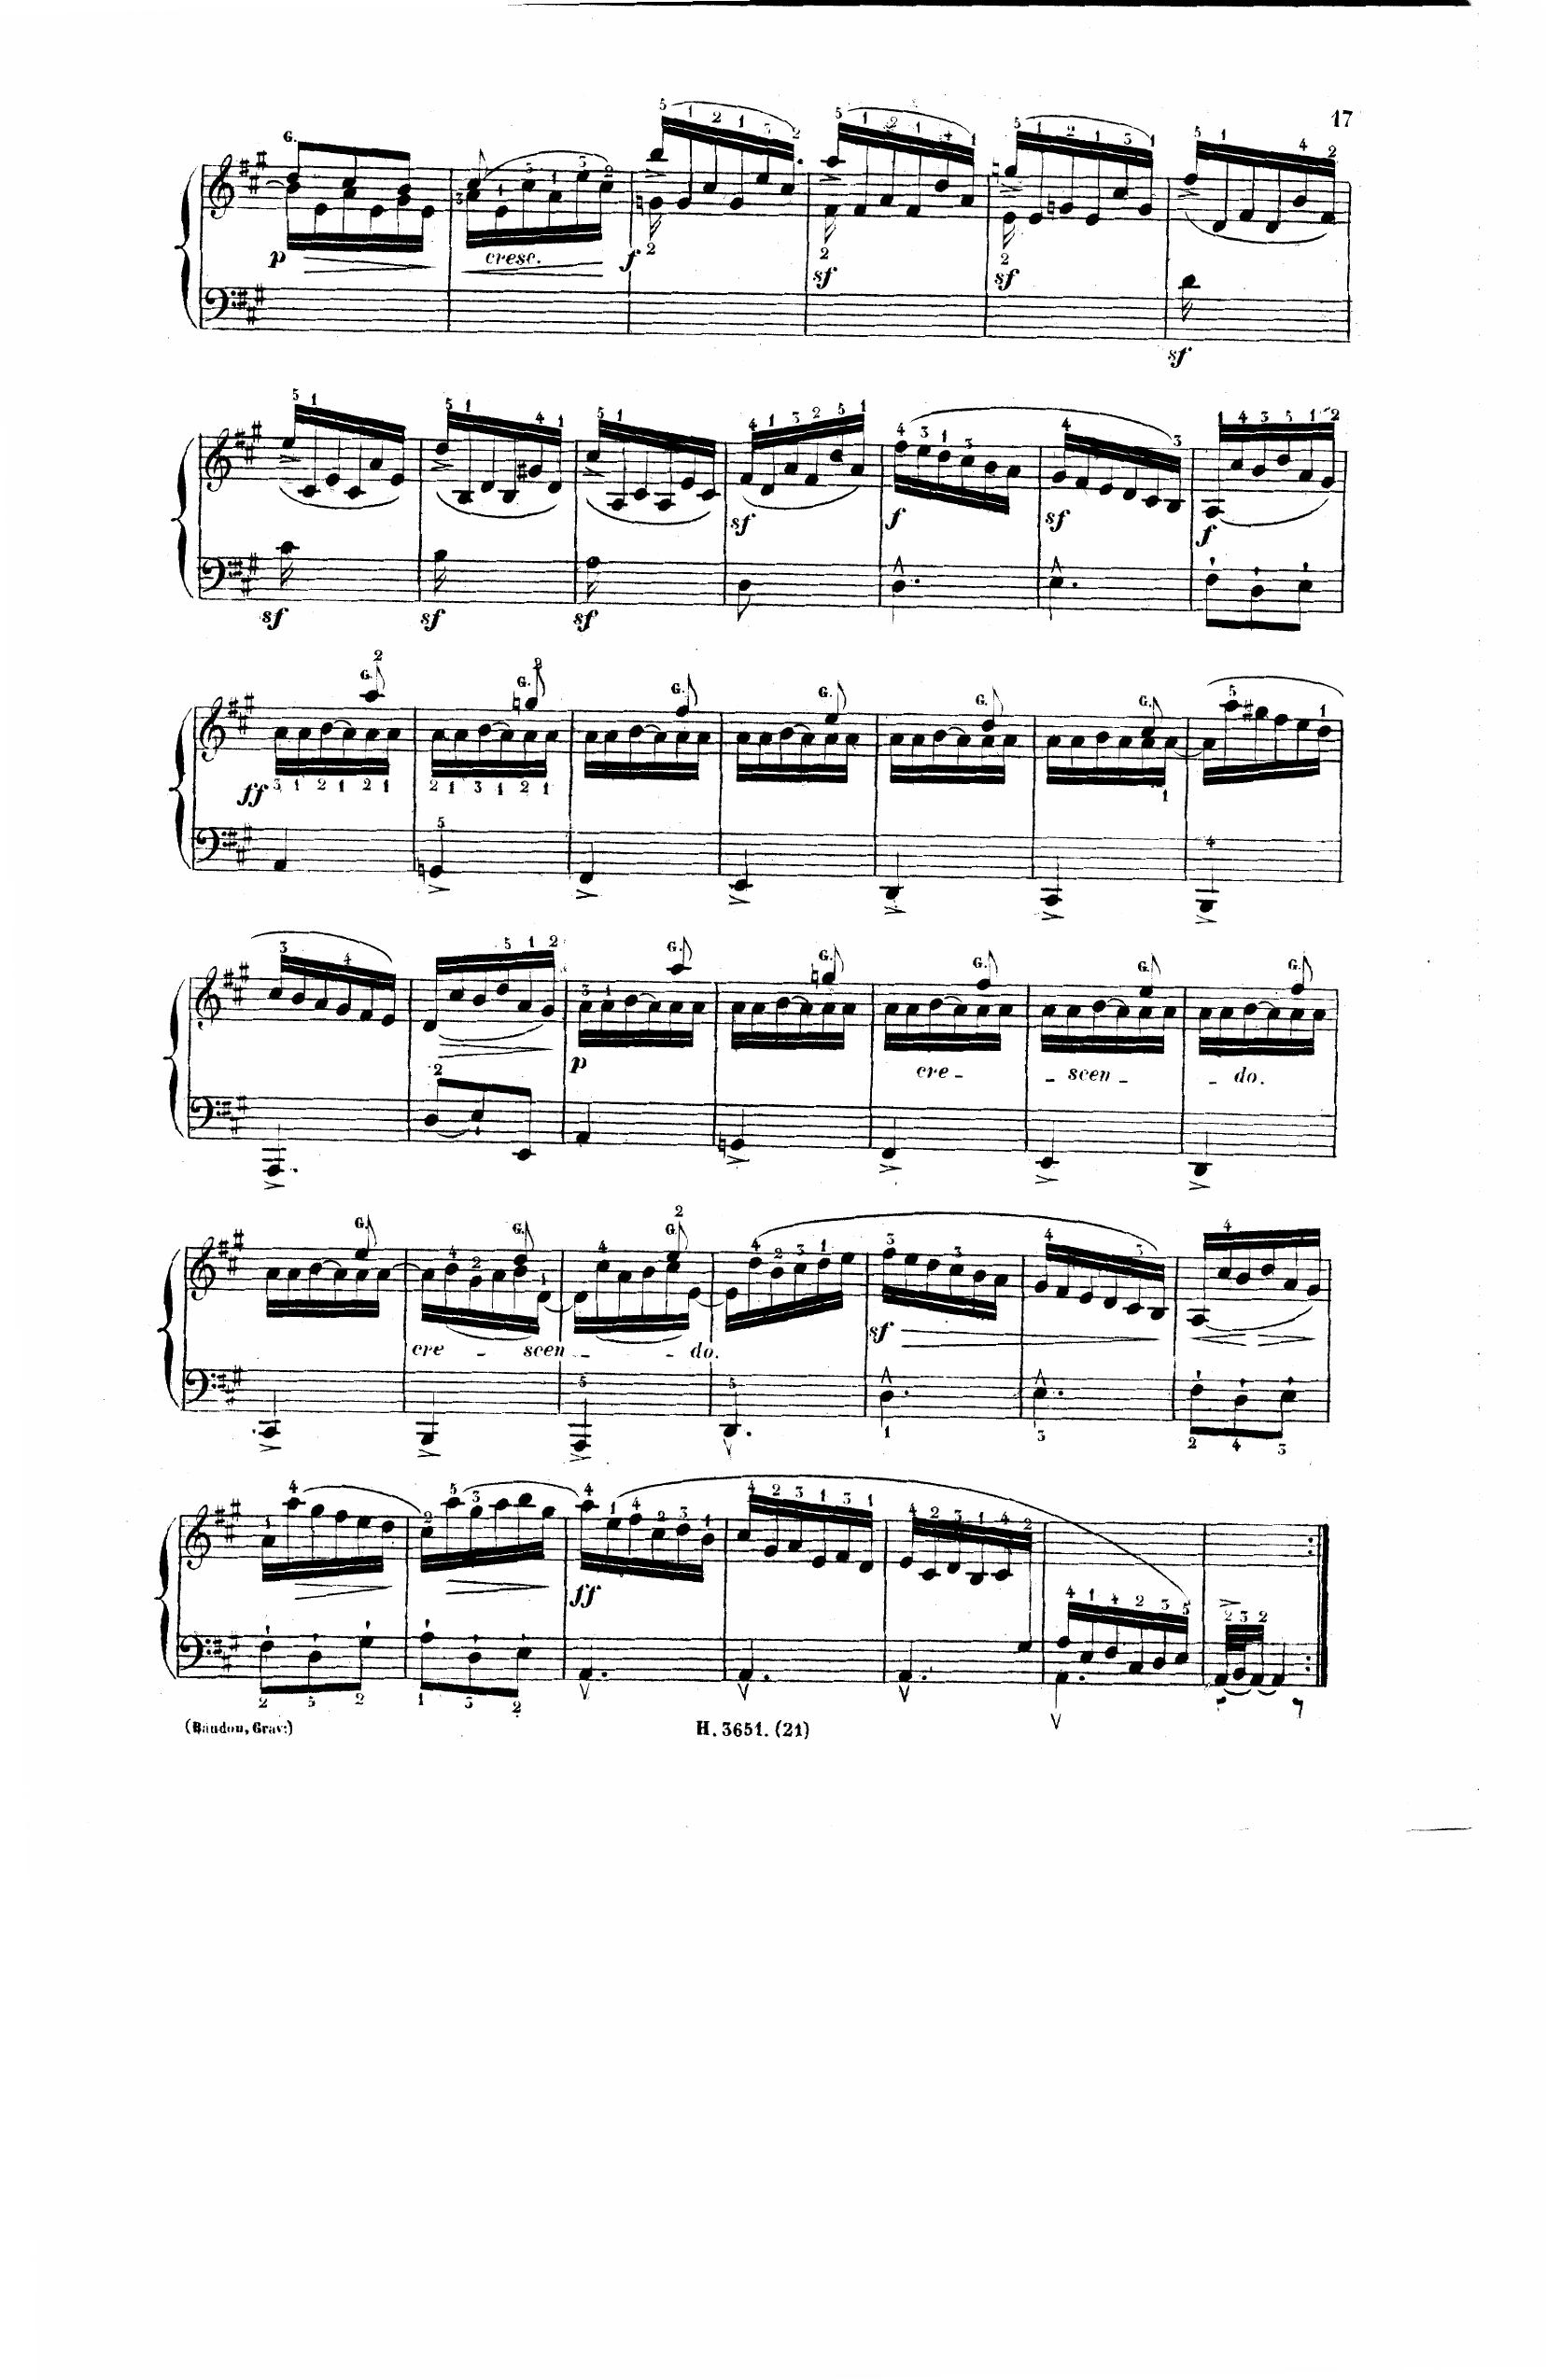 17
G.
p cresc. f sf sf sf
sf sf sf sf f sf f
G. G. G. G. G. G.
ff
G. G. G. G. G.
p cre - - scen - - do.
G. G. G.
cre - scen - - do. sf
ff
(Baudon, Grav:) H. 3651. (21)